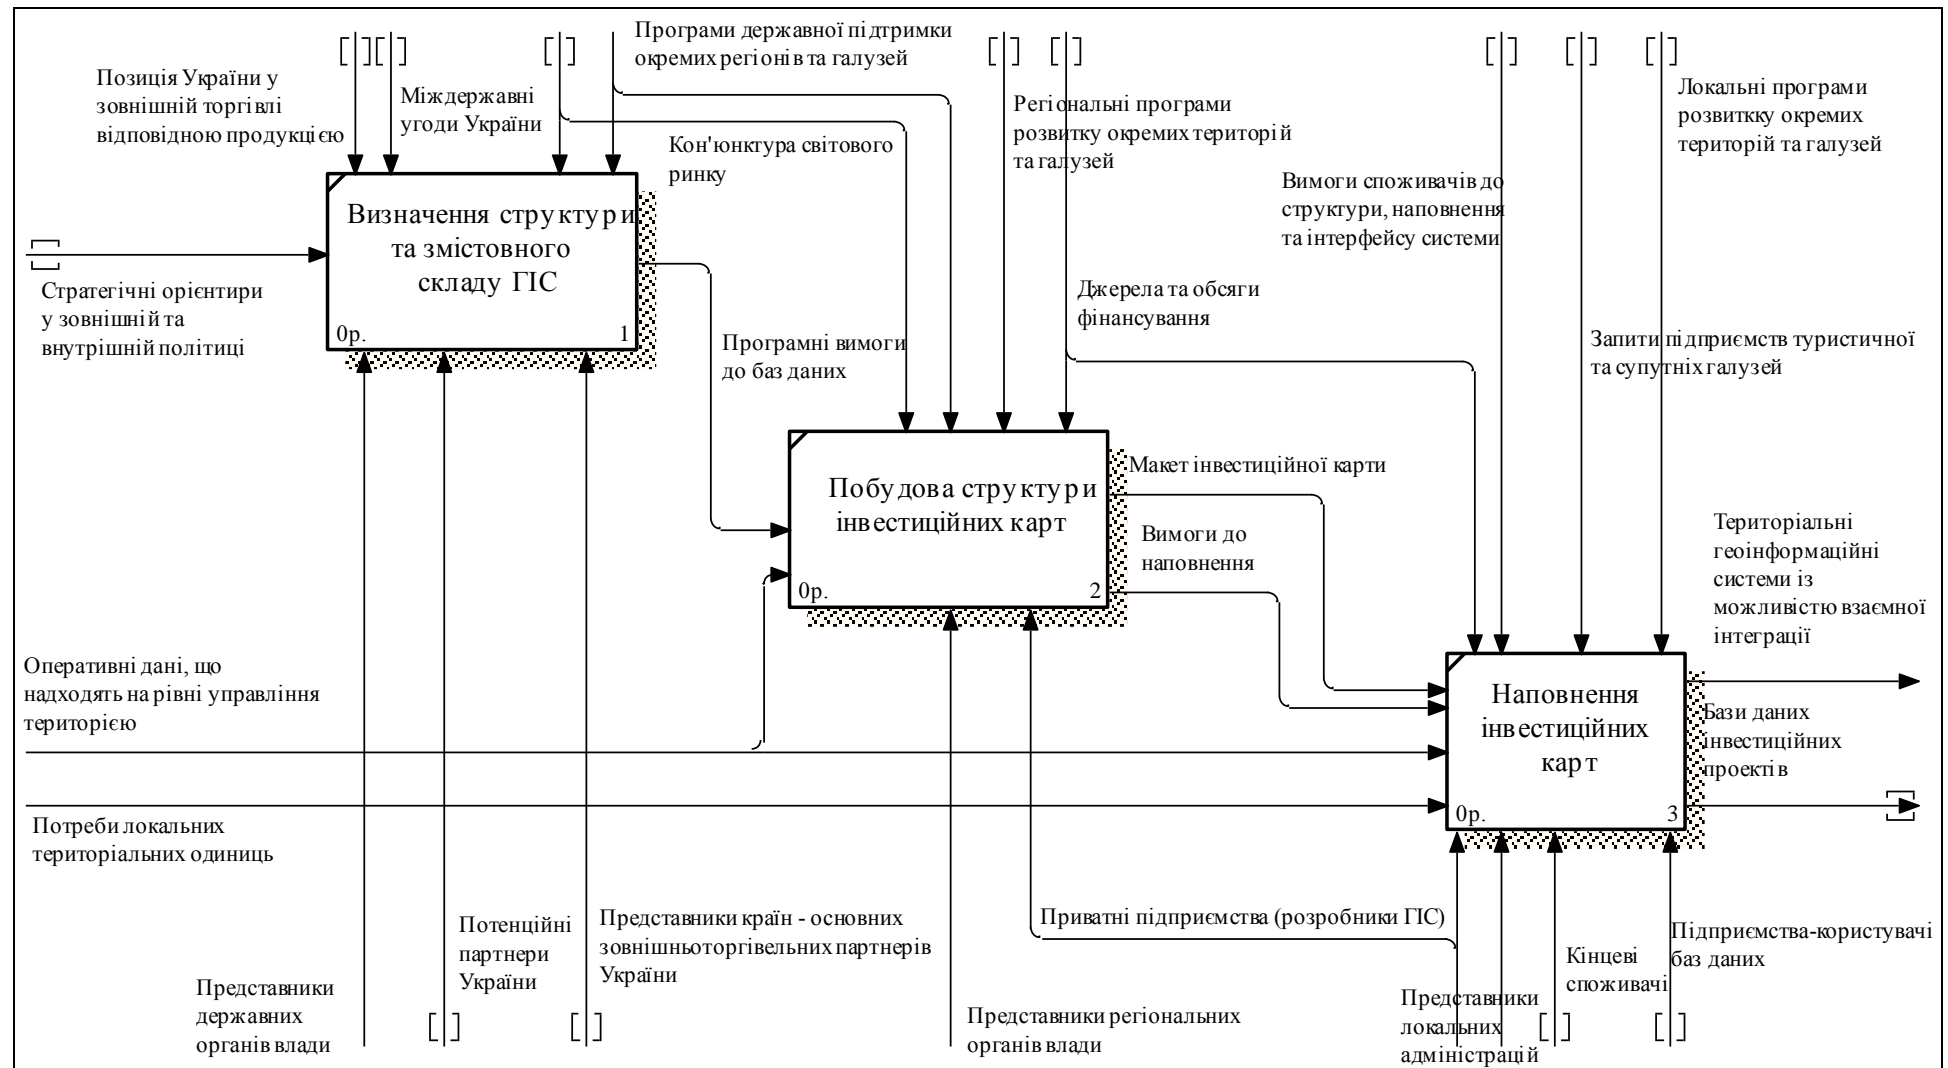 Програми державної підтримки
окремих регіонів та галузей
Позиція України у
зовнішній торгівлі
відповідною продукцією
Міждержавні
угоди України
Кон'юнктура світового
ринку
Регіональні програми
розвитку окремих територій
та галузей
Локальні програми
розвиткку окремих
територій та галузей
Вимоги споживачів до
структури, наповнення
та інтерфейсу системи
Визначення структури
та змістовного
складу ГІС
0р.
1
Стратегічні орієнтири
у зовнішній та
внутрішній політиці
Програмні вимоги
до баз даних
Джерела та обсяги
фінансування
Запити підприємств туристичної
та супутніх галузей
Побудова структури
інвестиційних карт
0р.
2
Макет інвестиційної карти
Вимоги до
наповнення
Територіальні
геоінформаційні
системи із
можливістю взаємної
інтеграції
Оперативні дані, що
надходять на рівні управління
територією
Наповнення
інвестиційних
карт
0р.
3
Бази даних
інвестиційних
проектів
Потреби локальних
територіальних одиниць
Представники
державних
органів влади
Потенційні
партнери
України
Представники країн - основних
зовнішньоторгівельних партнерів
України
Представники регіональних
органів влади
Приватні підприємства (розробники ГІС)
Представники
локальних
адміністрацій
Кінцеві
споживачі
Підприємства-користувачі
баз даних